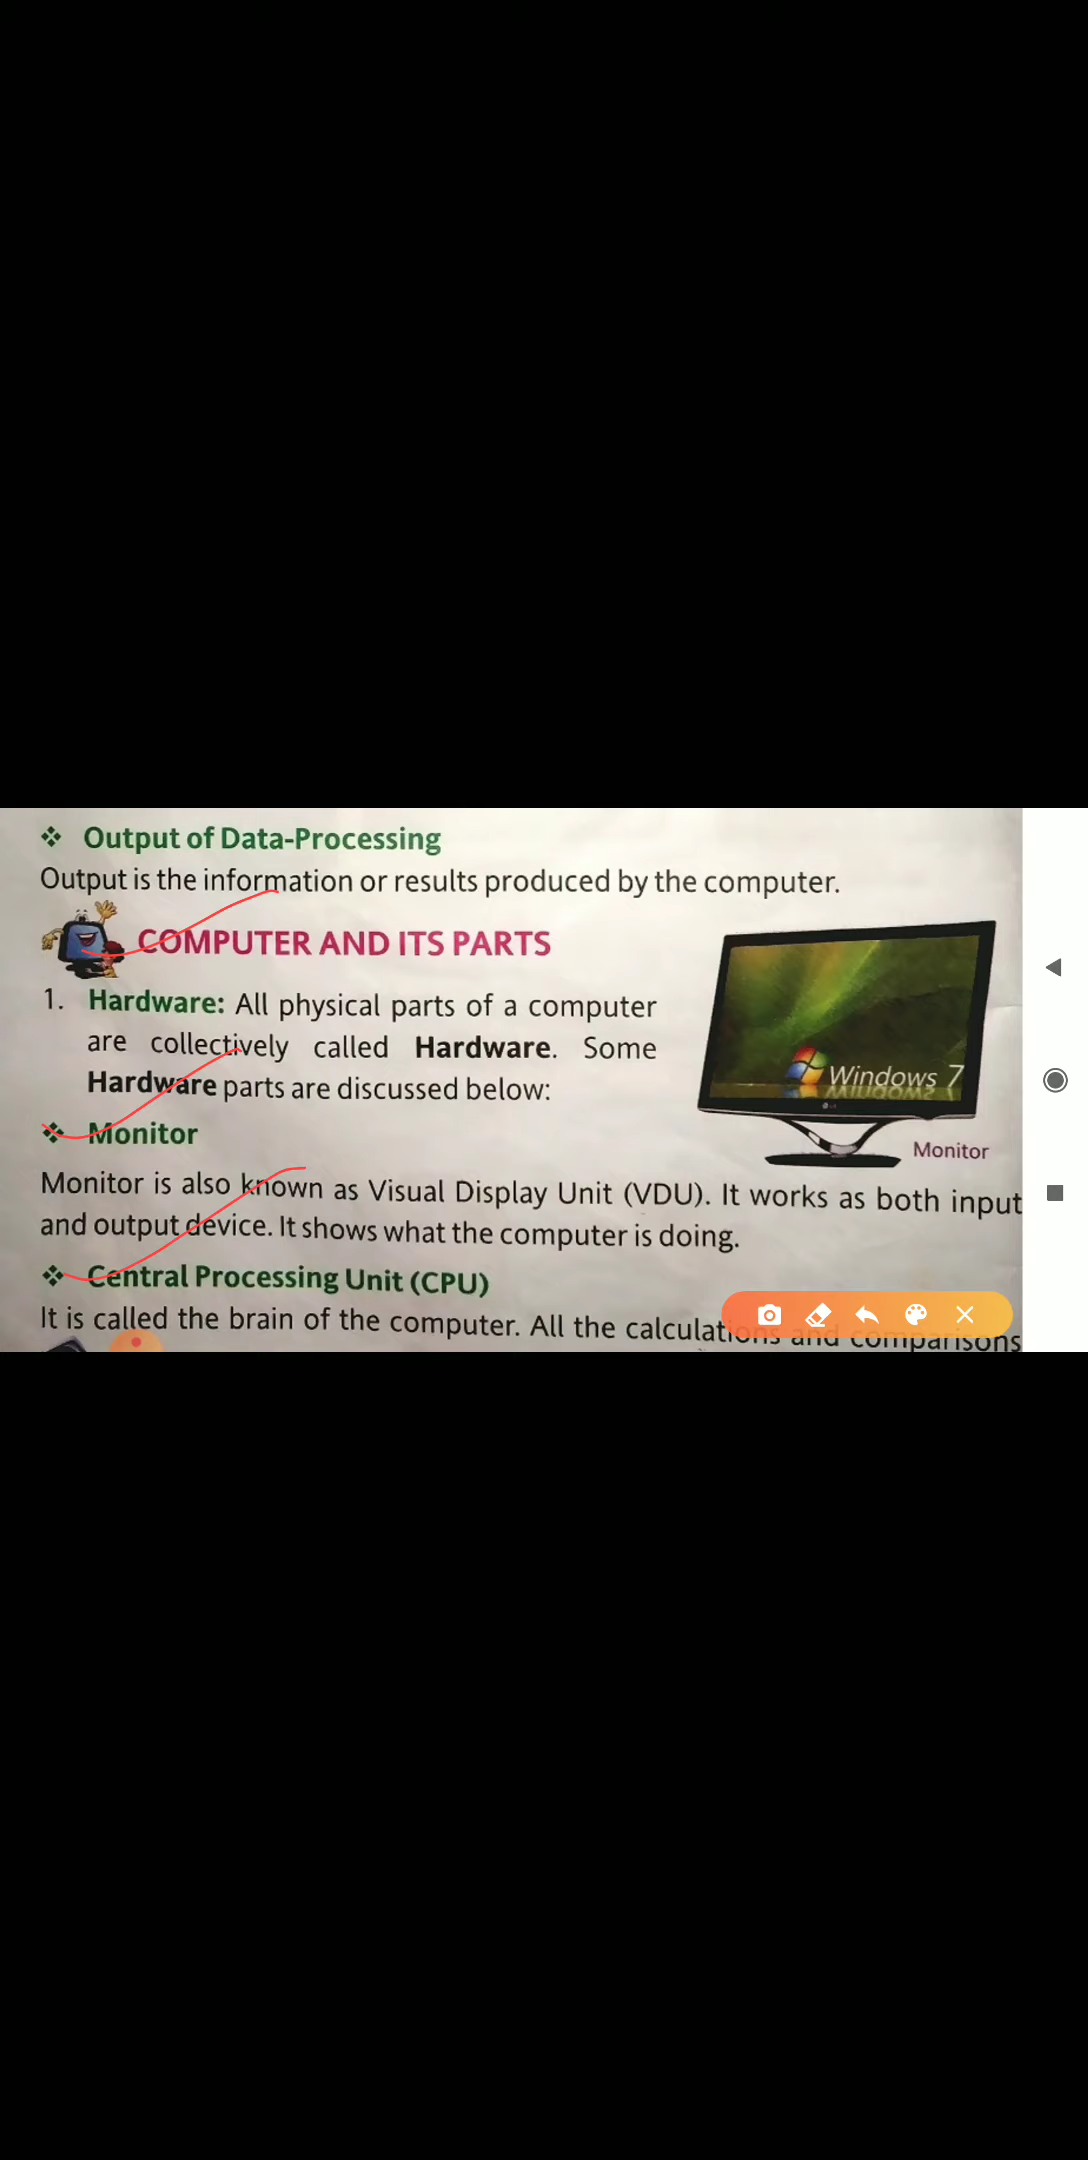 Output of Data-Processing
Output is the information or results produced by the computer.
COMPUTER AND ITS PARTS
1. Hardware: All physical parts of a computer
are collectively called Hardware. Some
Hardware parts are discussed below:
Windows 7
Monitor
Monitor
Monitor is also known as Visual Display Unit (VDU). It works as both input
and output device. It shows what the computer is doing.
Central Processing Unit (CPU)
It is called the brain of the computer. All the calculations and comparisons